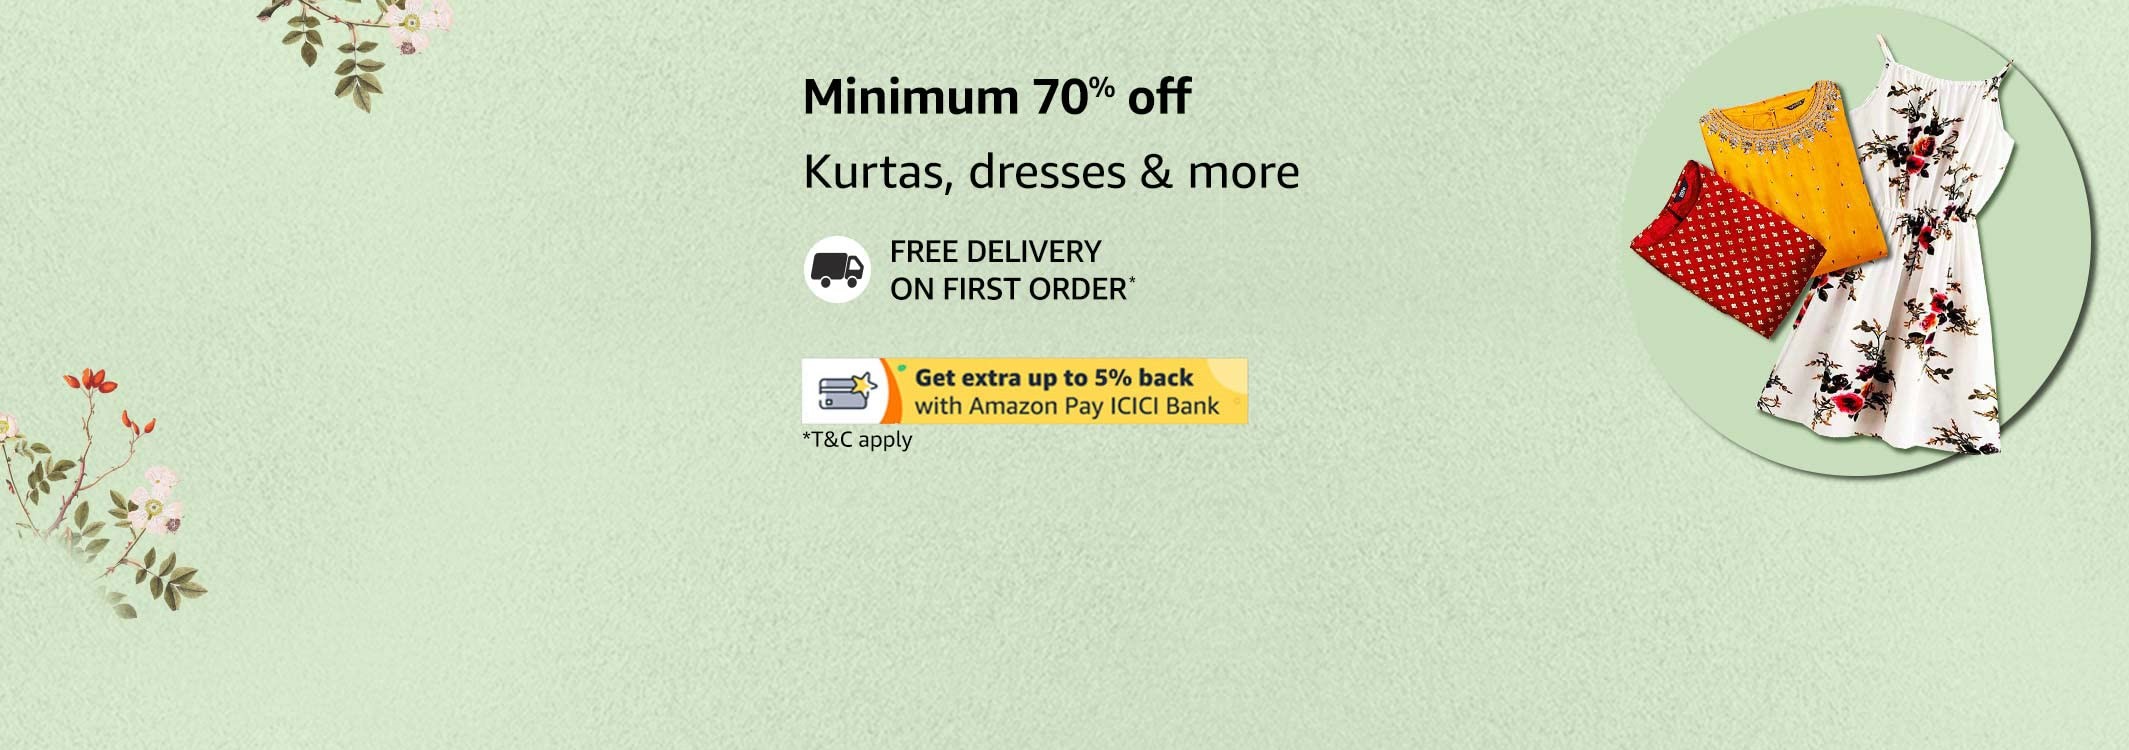 Minimum 70% off
Kurtas, dresses & more
FREE DELIVERY
ON FIRST ORDER*
Get extra up to 5% back
with Amazon Pay ICICI Bank
*T&C apply